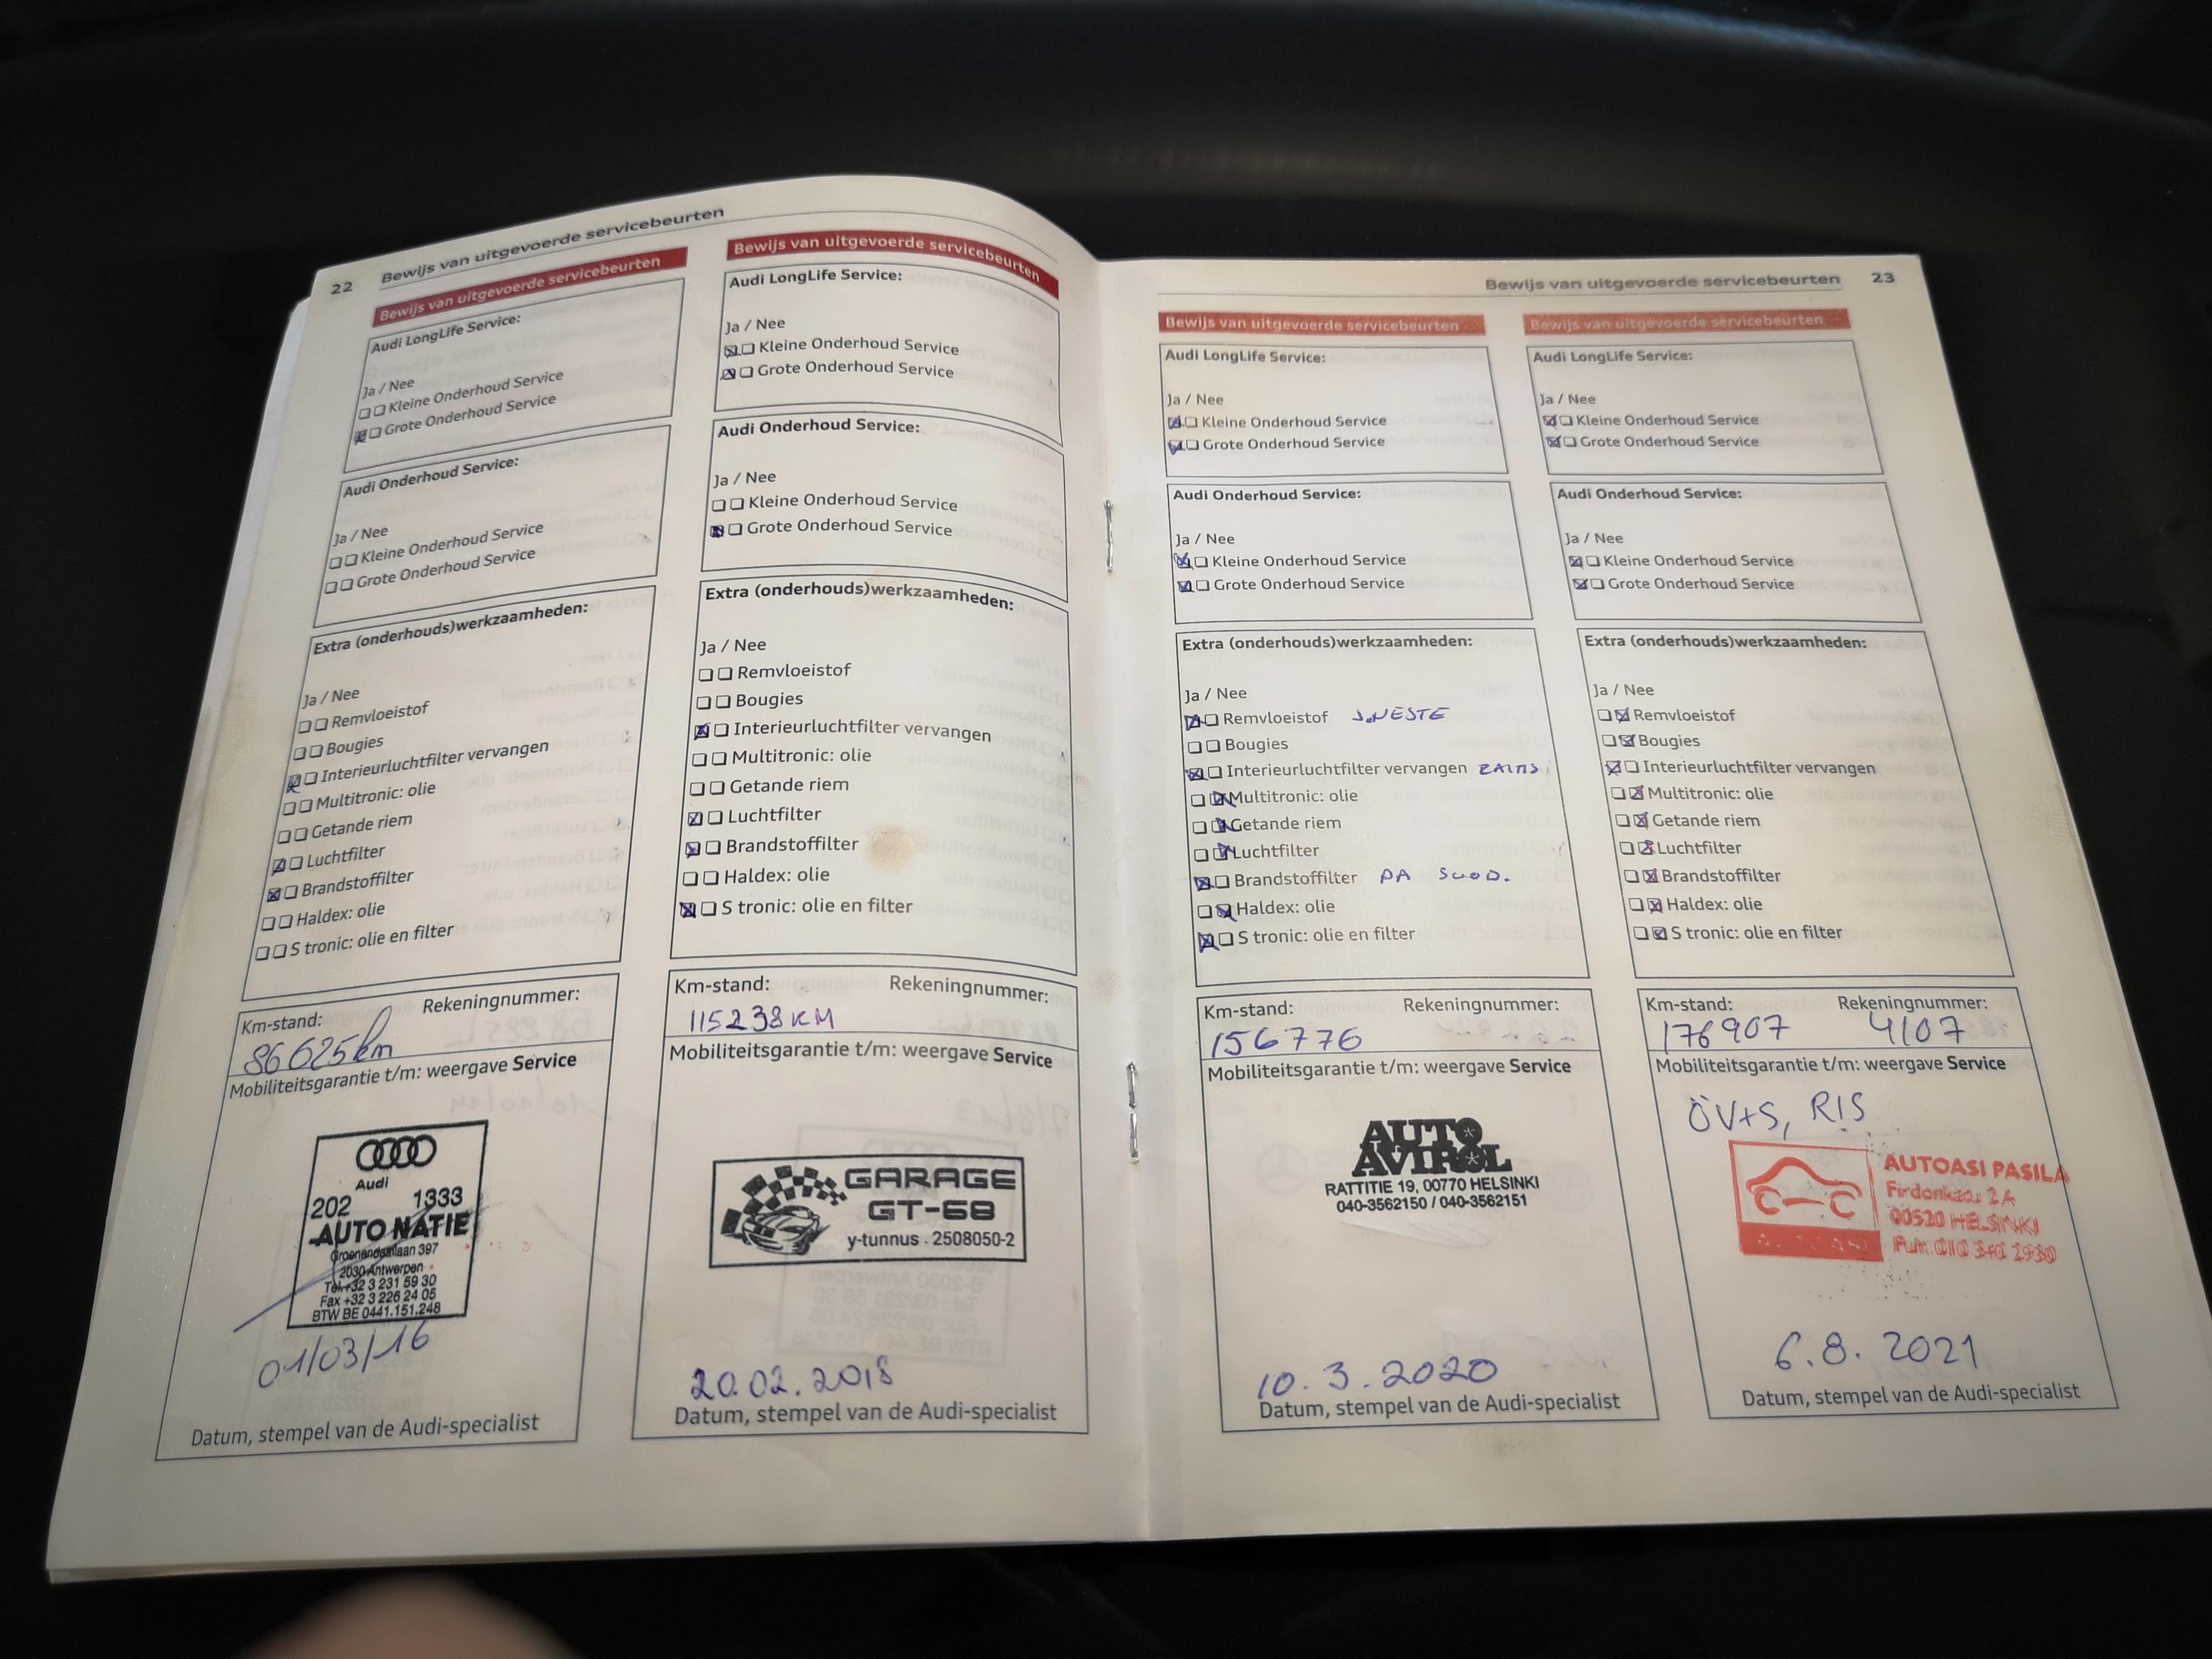 22 Bewijs van uitgevoerde servicebeurten
Bewijs van uitgevoerde servicebeurten
Audi LongLife Service:
Ja / Nee
Kleine Onderhoud Service
Grote Onderhoud Service
Audi Onderhoud Service:
Ja / Nee
Kleine Onderhoud Service
Grote Onderhoud Service
Extra (onderhouds)werkzaamheden:
Ja / Nee
Remvloeistof
Bougies
Interieurluchtfilter vervangen
Multitronic: olie
Getande riem
Luchtfilter
Brandstoffilter
Haldex: olie
S tronic: olie en filter
Km-stand: Rekeningnummer:
86625km
Mobiliteitsgarantie t/m: weergave Service
Audi
202 1333
AUTO NATIE
Groenendaallaan 397
2030 Antwerpen
Tel. +32 3 231 59 30
Fax +32 3 226 24 05
BTW BE 0441.151.248
01/03/16
Datum, stempel van de Audi-specialist
Bewijs van uitgevoerde servicebeurten
Audi LongLife Service:
Ja / Nee
Kleine Onderhoud Service
Grote Onderhoud Service
Audi Onderhoud Service:
Ja / Nee
Kleine Onderhoud Service
Grote Onderhoud Service
Extra (onderhouds)werkzaamheden:
Ja / Nee
Remvloeistof
Bougies
Interieurluchtfilter vervangen
Multitronic: olie
Getande riem
Luchtfilter
Brandstoffilter
Haldex: olie
S tronic: olie en filter
Km-stand: Rekeningnummer:
115238KM
Mobiliteitsgarantie t/m: weergave Service
GARAGE
GT-68
y-tunnus . 2508050-2
20.02.2018
Datum, stempel van de Audi-specialist
Bewijs van uitgevoerde servicebeurten 23
Bewijs van uitgevoerde servicebeurten
Audi LongLife Service:
Ja / Nee
Kleine Onderhoud Service
Grote Onderhoud Service
Audi Onderhoud Service:
Ja / Nee
Kleine Onderhoud Service
Grote Onderhoud Service
Extra (onderhouds)werkzaamheden:
Ja / Nee
Remvloeistof J.NESTE
Bougies
Interieurluchtfilter vervangen
Multitronic: olie
Getande riem
Luchtfilter
Brandstoffilter PA SUOD.
Haldex: olie
S tronic: olie en filter
Km-stand: Rekeningnummer:
156776
Mobiliteitsgarantie t/m: weergave Service
AUTO
AVIROL
RATTITIE 19, 00770 HELSINKI
040-3562150 / 040-3562151
10.3.2020
Datum, stempel van de Audi-specialist
Bewijs van uitgevoerde servicebeurten
Audi LongLife Service:
Ja / Nee
Kleine Onderhoud Service
Grote Onderhoud Service
Audi Onderhoud Service:
Ja / Nee
Kleine Onderhoud Service
Grote Onderhoud Service
Extra (onderhouds)werkzaamheden:
Ja / Nee
Remvloeistof
Bougies
Interieurluchtfilter vervangen
Multitronic: olie
Getande riem
Luchtfilter
Brandstoffilter
Haldex: olie
S tronic: olie en filter
Km-stand: Rekeningnummer:
176907 4107
Mobiliteitsgarantie t/m: weergave Service
ÖV+S, RIS
AUTOASI PASILA
2A
00520 HELSINKI
6.8.2021
Datum, stempel van de Audi-specialist